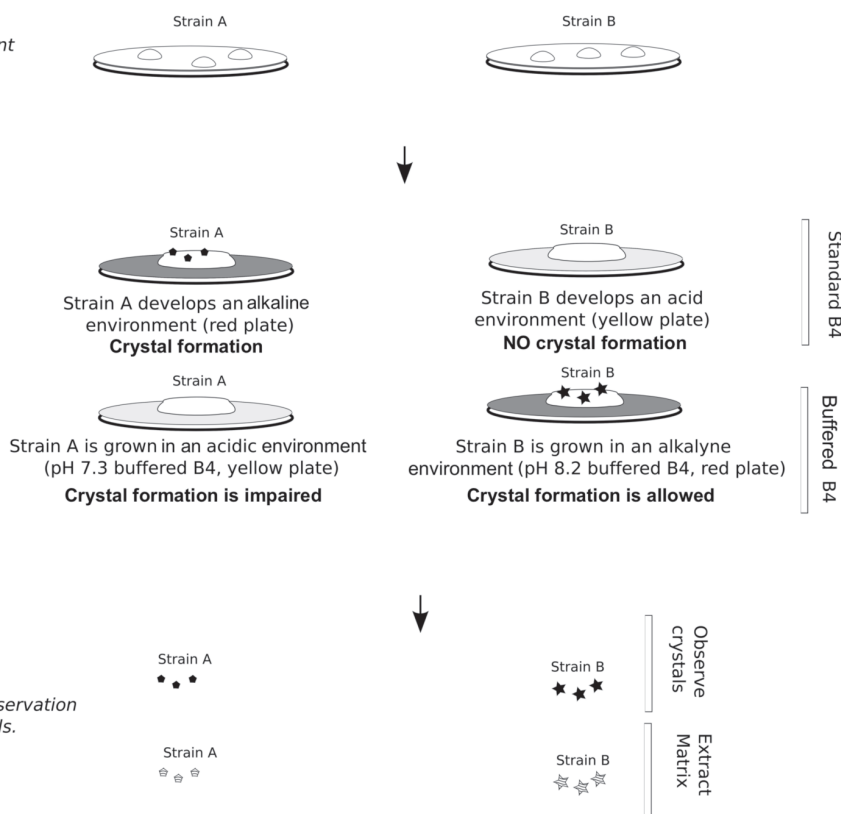 Strain A
Strain B
nt
Strain A
Strain B
Strain A develops an alkaline
environment (red plate)
Crystal formation
Strain B develops an acid
environment (yellow plate)
NO crystal formation
Standard B4
Strain A
Strain B
Strain A is grown in an acidic environment
(pH 7.3 buffered B4, yellow plate)
Crystal formation is impaired
Strain B is grown in an alkalyne
environment (pH 8.2 buffered B4, red plate)
Crystal formation is allowed
Buffered B4
Strain A
Strain B
Observe
crystals
servation
ls.
Strain A
Strain B
Extract
Matrix